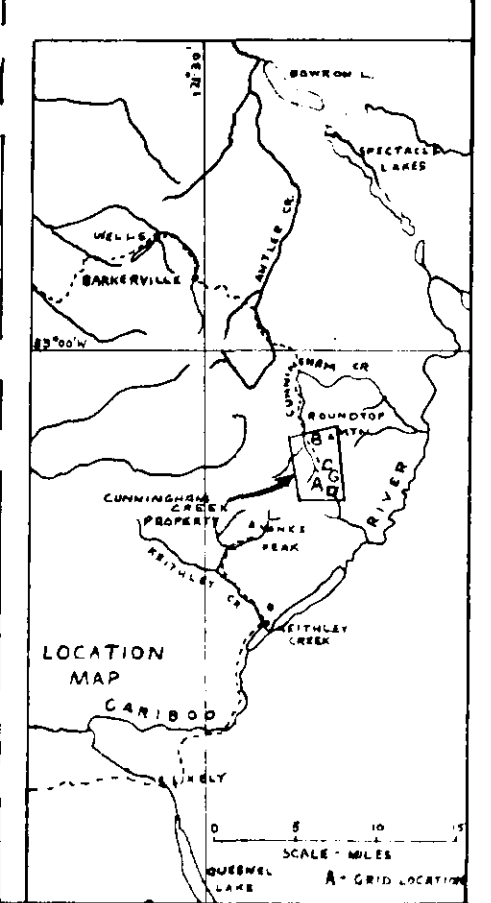 121°30'
BOWRON L.
SPECTACLE
LAKES
ANTLER CR.
WELLS
BARKERVILLE
53°00'W
CUNNINGHAM CR
ROUNDTOP
MTN
B
C
G
A
D
CUNNINGHAM
CREEK
PROPERTY
YANKS
PEAK
RIVER
KEITHLEY CR
KEITHLEY
CREEK
LOCATION
MAP
CARIBOO
LIKELY
0 5 10 15
SCALE - MILES
QUESNEL
LAKE
A - GRID LOCATION